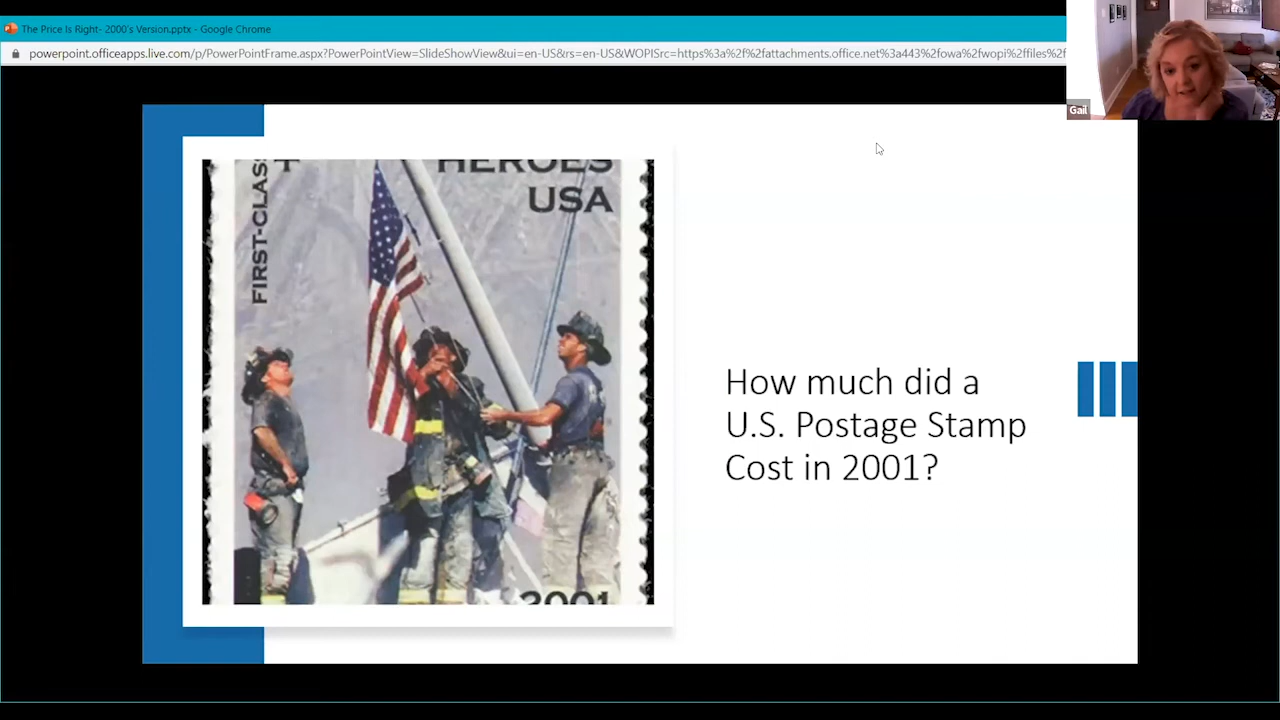 The Price Is Right- 2000's Version.pptx - Google Chrome
powerpoint.officeapps.live.com/p/PowerPointFrame.aspx?PowerPointView=SlideShowView&ui=en-US&rs=en-US&WOPISrc=https%3a%2f%2fattachments.office.net%3a443%2fowa%2fwopi%2ffiles%2f
Gail
FIRST-CLASS
HEROES
USA
2001
How much did a
U.S. Postage Stamp
Cost in 2001?